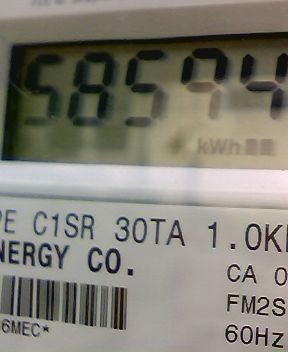 58594
kWh
PE C1SR 30TA 1.0K
NERGY CO.
CA 0
FM2S
6MEC*
60Hz